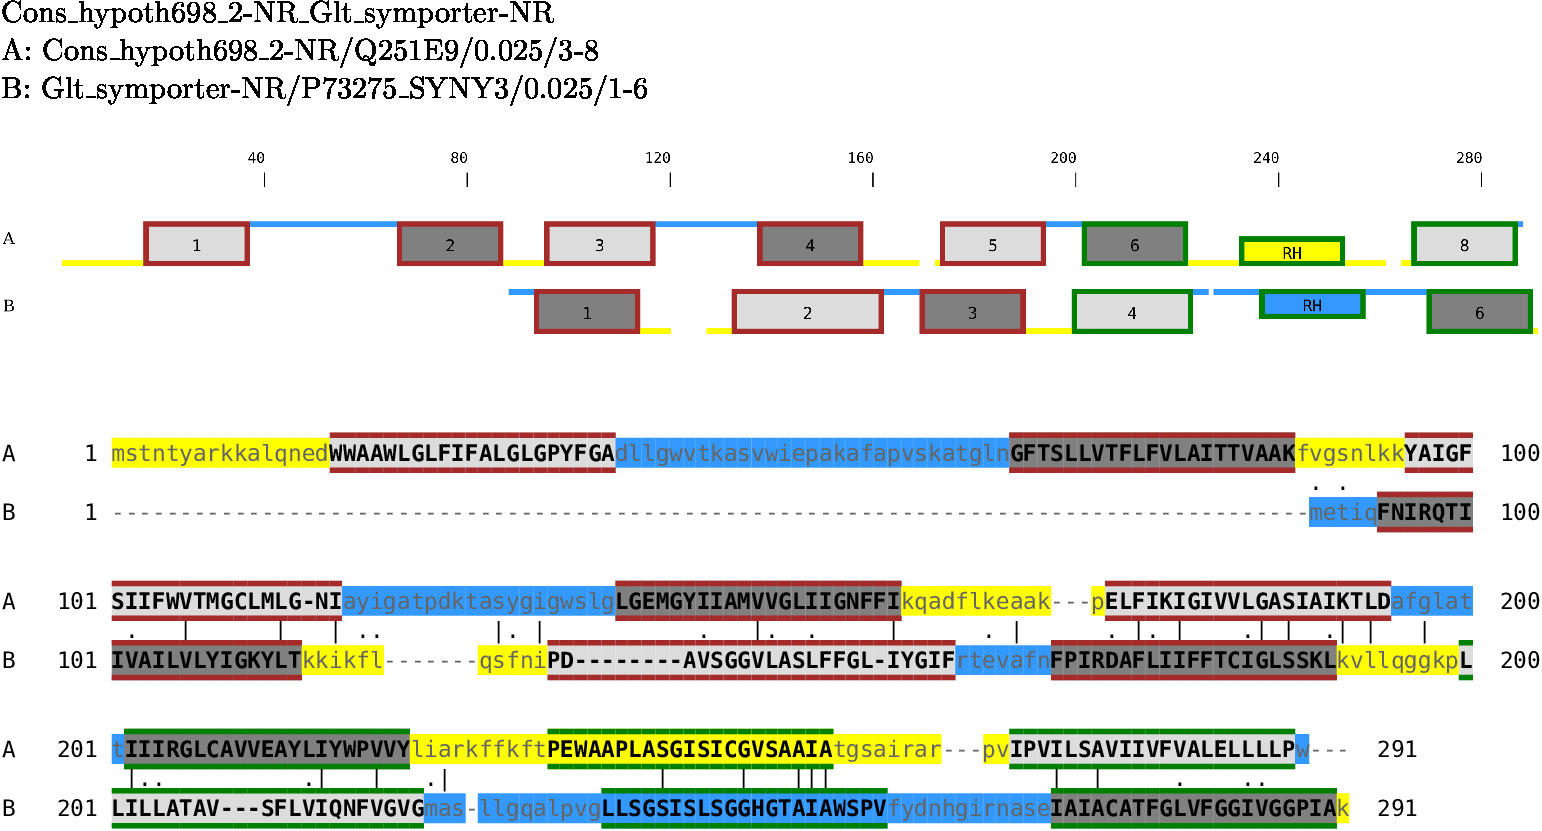 Cons_hypoth698_2-NR_Glt_symporter-NR
A: Cons_hypoth698_2-NR/Q251E9/0.025/3-8
B: Glt_symporter-NR/P73275_SYNY3/0.025/1-6
40 80 120 160 200 240 280
A 1 2 3 4 5 6 RH 8
B 1 2 3 4 RH 6
A 1 mstntyarkkalqnedWWAAWLGLFIFALGLGPYFGAdllgwvtkasvwiepakafapvskatglnGFTSLLVTFLFVLAITTVAAKfvgsnlkkYAIGF 100
. .
B 1 ----------------------------------------------------------------------------------------metiqFNIRQTI 100
A 101 SIIFWVTMGCLMLG-NIayigatpdktasygigwslgLGEMGYIIAMVVGLIIGNFFIkqadflkeaak---pELFIKIGIVVLGASIAIKTLDafglat 200
. | | | .. |. | . |. . | . | . |. | . | | .| | |
B 101 IVAILVLYIGKYLTkkikfl-------qsfniPD--------AVSGGVLASLFFGL-IYGIFrtevafnFPIRDAFLIIFFTCIGLSSKLkvllqggkpL 200
A 201 tIIIRGLCAVVEAYLIYWPVVYliarkffkftPEWAAPLASGISICGVSAAIAtgsairar---pvIPVILSAVIIVFVALELLLLPw--- 291
|.. .| | .| | | ||| | | . ..
B 201 LILLATAV---SFLVIQNFVGVGmas-llgqalpvgLLSGSISLSGGHGTAIAWSPVfydnhgirnaseIAIACATFGLVFGGIVGGPIAk 291